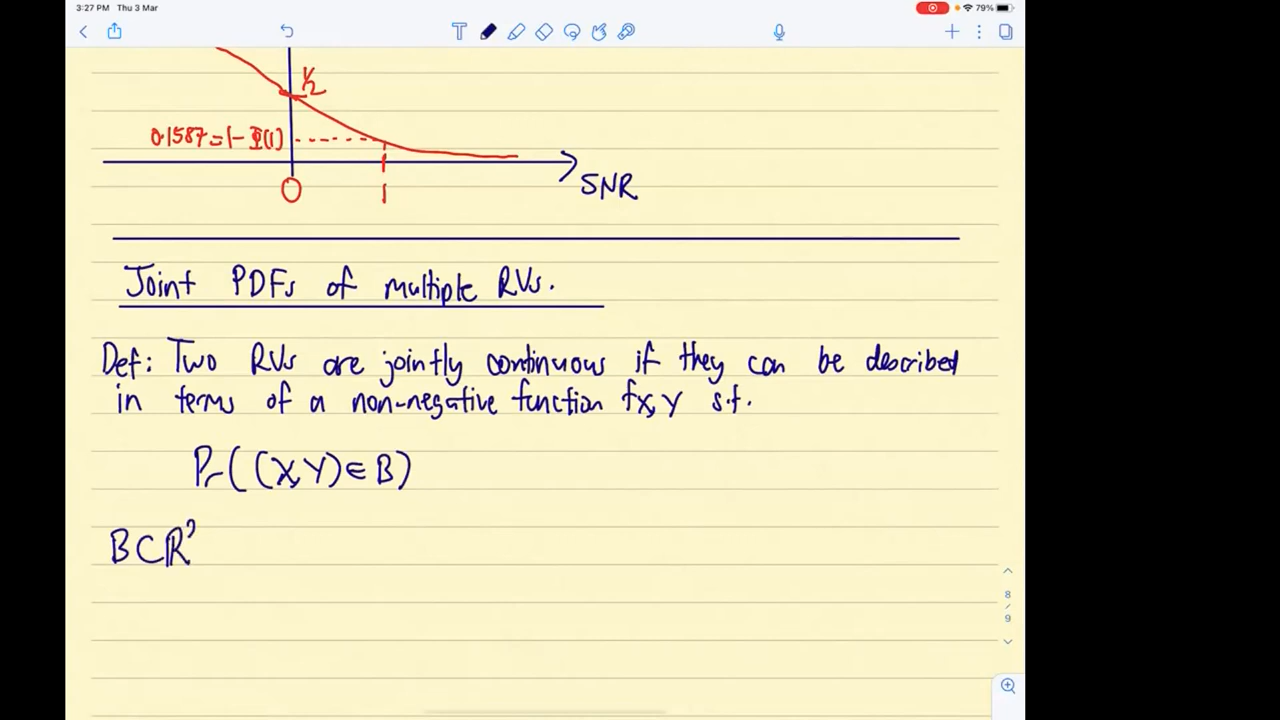 3:27 PM Thu 3 Mar
79%
1/2
0.1587 = 1 - Φ(1)
SNR
0
1
Joint PDFs of multiple RVs.
Def: Two RVs are jointly continuous if they can be described
in terms of a non-negative function fX,Y s.t.
Pr((X,Y)∈B)
B⊂ℝ²
8
/
9